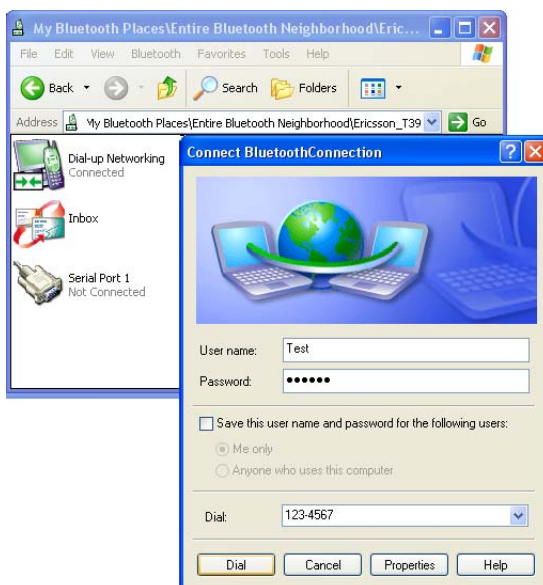 My Bluetooth Places\Entire Bluetooth Neighborhood\Eric...
File Edit View Bluetooth Favorites Tools Help
Back Search Folders
Address My Bluetooth Places\Entire Bluetooth Neighborhood\Ericsson_T39 Go
Dial-up Networking
Connected
Inbox
Serial Port 1
Not Connected
Connect BluetoothConnection
User name: Test
Password: ●●●●●●
Save this user name and password for the following users:
Me only
Anyone who uses this computer
Dial: 123-4567
Dial Cancel Properties Help